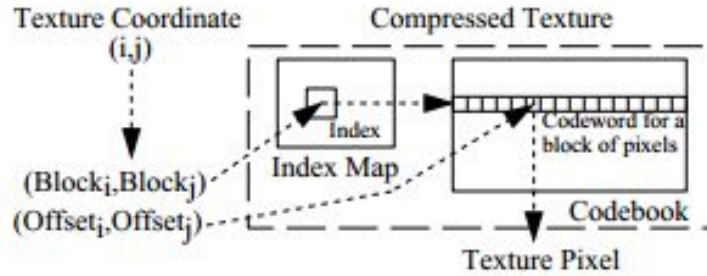 Texture Coordinate
(i,j)
Compressed Texture
Index
Index Map
Codeword for a
block of pixels
Codebook
(Blocki,Blockj)
(Offseti,Offsetj)
Texture Pixel